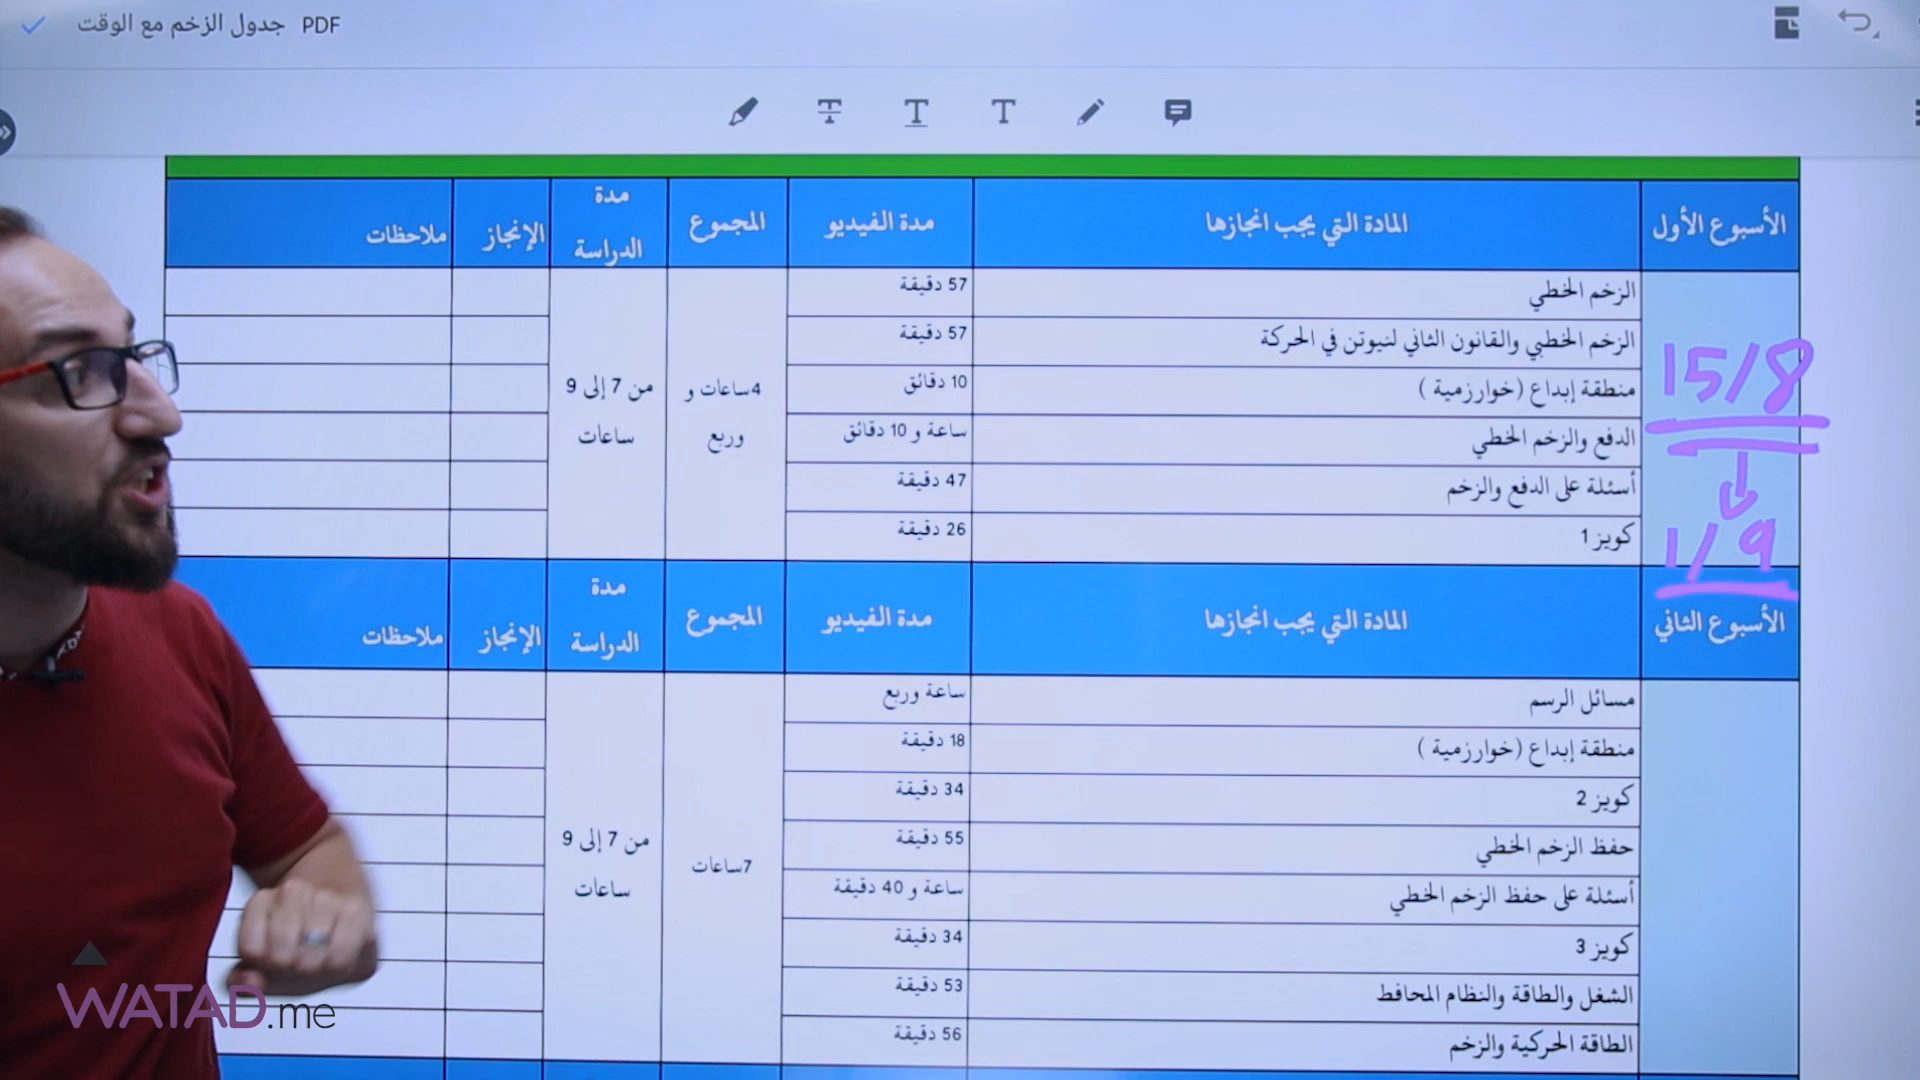 جدول الزخم مع الوقت PDF
الأسبوع الأول المادة التي يجب انجازها مدة الفيديو المجموع مدة الدراسة الإنجاز ملاحظات
15/8
1/9
الزخم الخطي 57 دقيقة
الزخم الخطبي والقانون الثاني لنيوتن في الحركة 57 دقيقة
منطقة إبداع (خوارزمية ) 10 دقائق
الدفع والزخم الخطي ساعة و 10 دقائق
أسئلة على الدفع والزخم 47 دقيقة
كويز 1 26 دقيقة
4ساعات و وربع
من 7 إلى 9 ساعات
الأسبوع الثاني المادة التي يجب انجازها مدة الفيديو المجموع مدة الدراسة الإنجاز ملاحظات
مسائل الرسم ساعة وربع
منطقة إبداع (خوارزمية ) 18 دقيقة
كويز 2 34 دقيقة
حفظ الزخم الخطي 55 دقيقة
أسئلة على حفظ الزخم الخطي ساعة و 40 دقيقة
كويز 3 34 دقيقة
الشغل والطاقة والنظام المحافط 53 دقيقة
الطاقة الحركية والزخم 56 دقيقة
7ساعات
من 7 إلى 9 ساعات
WATAD.me